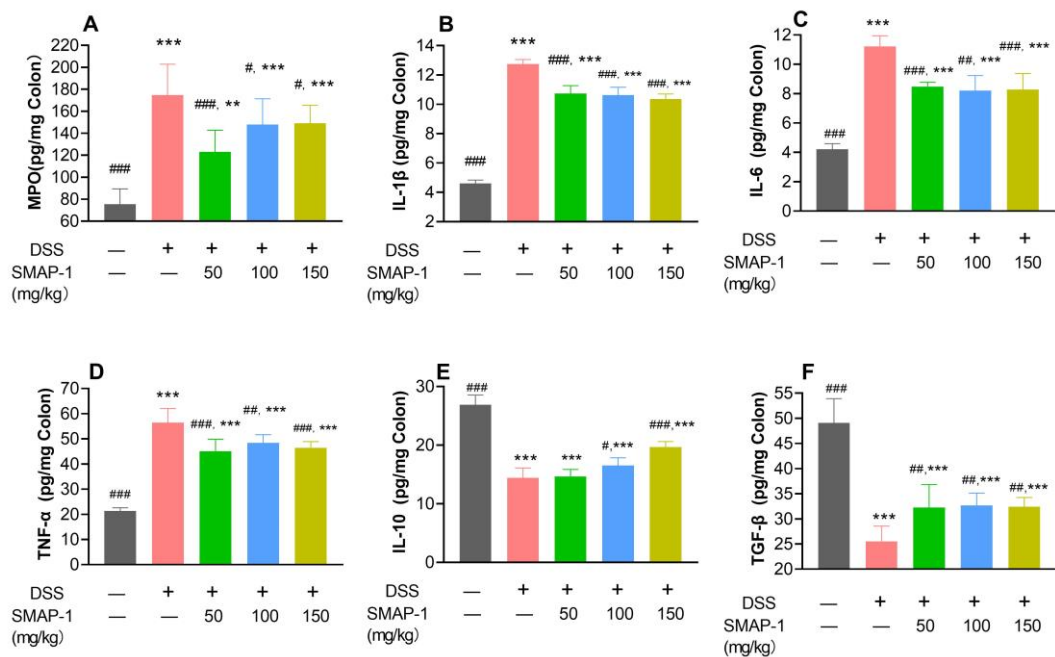 A
MPO(pg/mg Colon)
220
200
180
160
140
120
100
80
60
###
***
###, **
#, ***
#, ***
DSS — + + + +
SMAP-1 — — 50 100 150
(mg/kg)
B
IL-1β (pg/mg Colon)
14
12
10
8
6
4
2
###
***
###, ***
###, ***
###, ***
DSS — + + + +
SMAP-1 — — 50 100 150
(mg/kg)
C
IL-6 (pg/mg Colon)
12
10
8
6
4
2
0
###
***
###, ***
##, ***
###, ***
DSS — + + + +
SMAP-1 — — 50 100 150
(mg/kg)
D
TNF-α (pg/mg Colon)
70
60
50
40
30
20
10
0
###
***
###, ***
##, ***
###, ***
DSS — + + + +
SMAP-1 — — 50 100 150
(mg/kg)
E
IL-10 (pg/mg Colon)
30
20
10
0
###
***
***
#,***
###,***
DSS — + + + +
SMAP-1 — — 50 100 150
(mg/kg)
F
TGF-β (pg/mg Colon)
55
50
45
40
35
30
25
20
###
***
##,***
##,***
##,***
DSS — + + + +
SMAP-1 — — 50 100 150
(mg/kg)